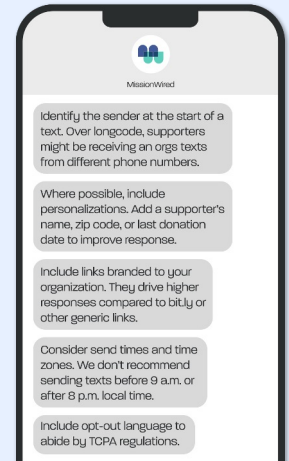 MissionWired
Identify the sender at the start of a
text. Over longcode, supporters
might be receiving an orgs texts
from different phone numbers.
Where possible, include
personalizations. Add a supporter's
name, zip code, or last donation
date to improve response.
Include links branded to your
organization. They drive higher
responses compared to bit.ly or
other generic links.
Consider send times and time
zones. We don't recommend
sending texts before 9 a.m. or
after 8 p.m. local time.
Include opt-out language to
abide by TCPA regulations.